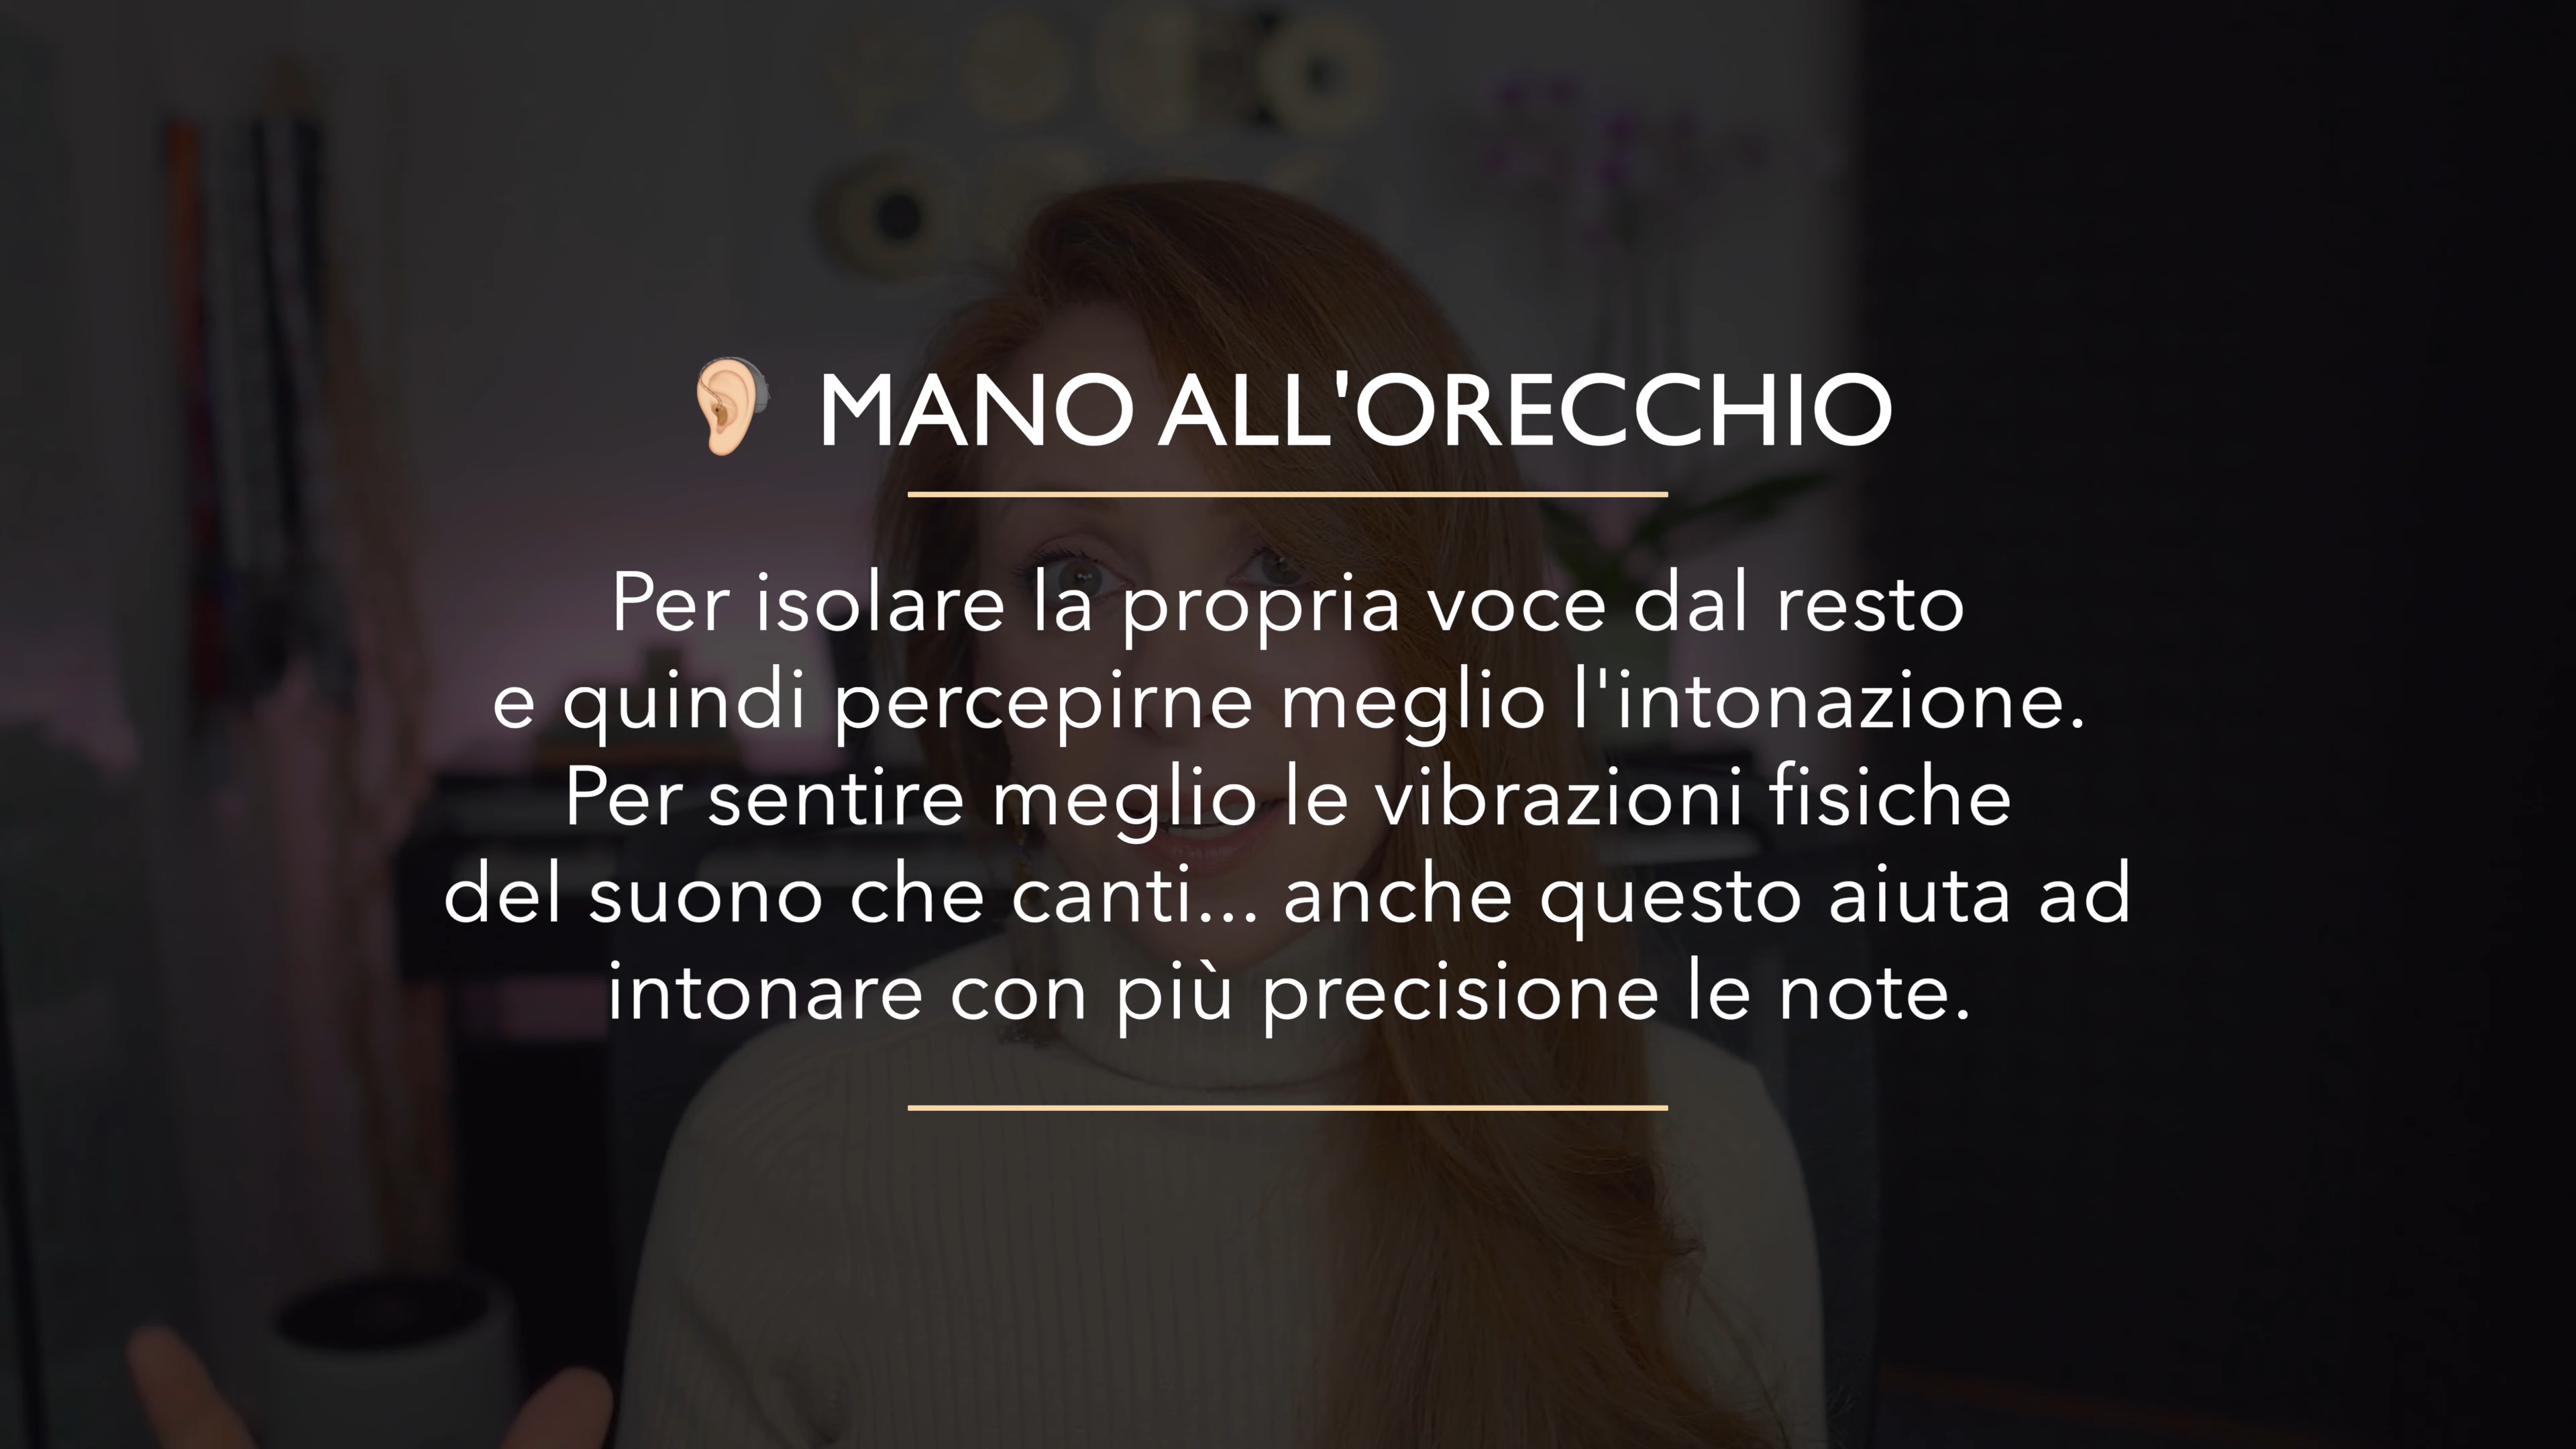 MANO ALL'ORECCHIO
Per isolare la propria voce dal resto
e quindi percepirne meglio l'intonazione.
Per sentire meglio le vibrazioni fisiche
del suono che canti... anche questo aiuta ad
intonare con più precisione le note.